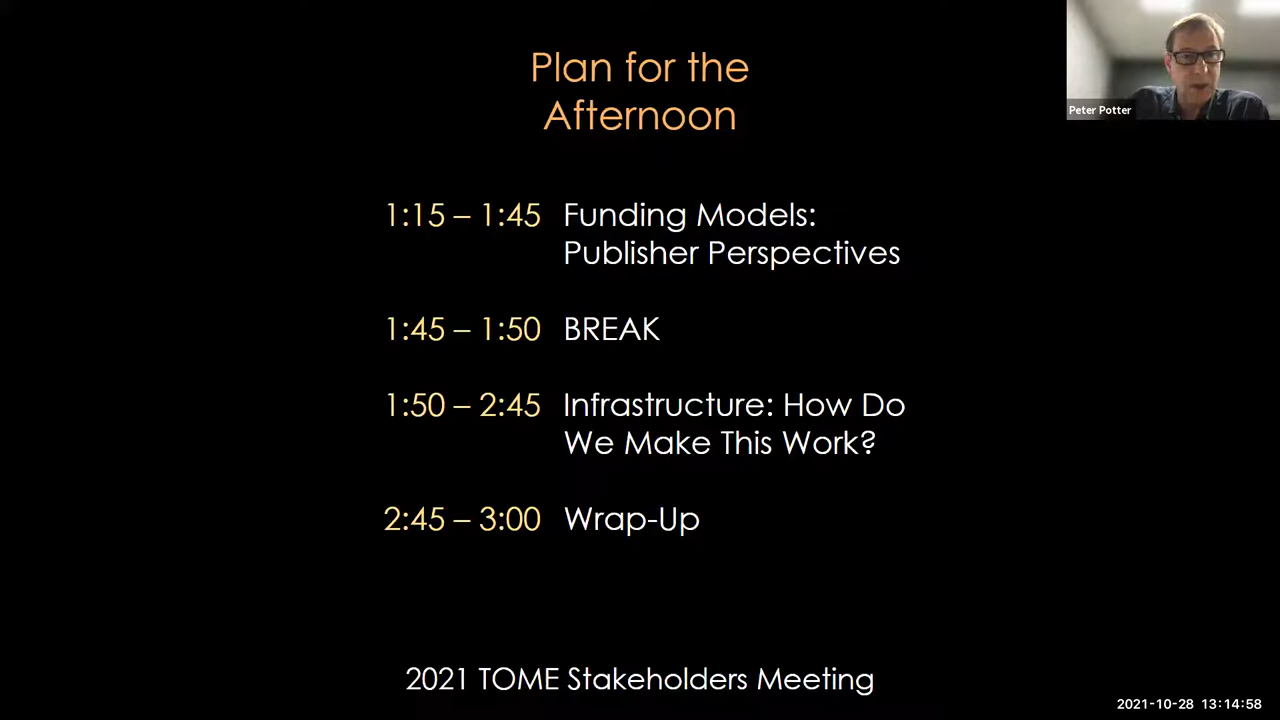 Plan for the
Afternoon
Peter Potter
1:15 – 1:45 Funding Models:
Publisher Perspectives
1:45 – 1:50 BREAK
1:50 – 2:45 Infrastructure: How Do
We Make This Work?
2:45 – 3:00 Wrap-Up
2021 TOME Stakeholders Meeting
2021-10-28 13:14:58